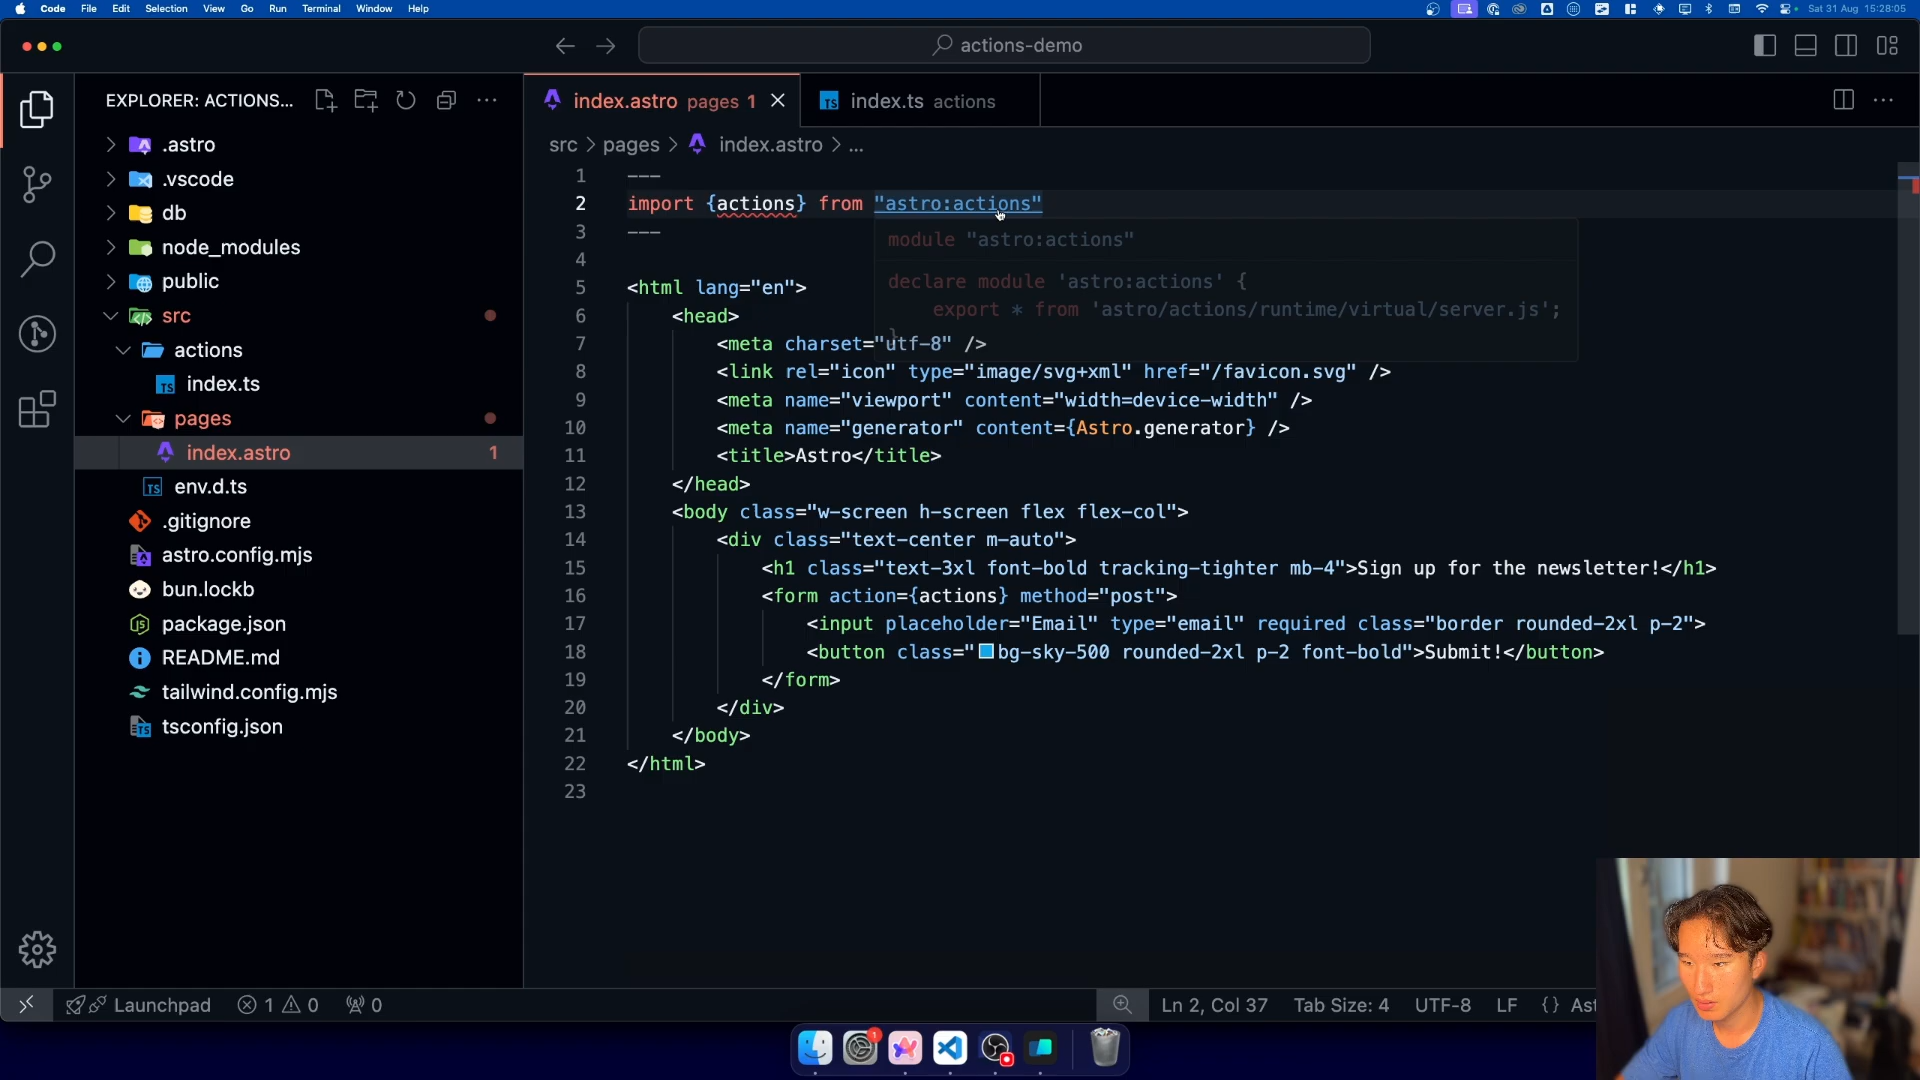 Code File Edit Selection View Go Run Terminal Window Help
Sat 31 Aug 15:28:05
actions-demo
EXPLORER: ACTIONS...
index.astro pages 1
index.ts actions
src > pages > index.astro > ...
.astro
.vscode
db
node_modules
public
src
actions
index.ts
pages
index.astro 1
env.d.ts
.gitignore
astro.config.mjs
bun.lockb
package.json
README.md
tailwind.config.mjs
tsconfig.json
1 ---
2 import {actions} from "astro:actions"
3 ---
4
5 <html lang="en">
6 <head>
7 <meta charset="utf-8" />
8 <link rel="icon" type="image/svg+xml" href="/favicon.svg" />
9 <meta name="viewport" content="width=device-width" />
10 <meta name="generator" content={Astro.generator} />
11 <title>Astro</title>
12 </head>
13 <body class="w-screen h-screen flex flex-col">
14 <div class="text-center m-auto">
15 <h1 class="text-3xl font-bold tracking-tighter mb-4">Sign up for the newsletter!</h1>
16 <form action={actions} method="post">
17 <input placeholder="Email" type="email" required class="border rounded-2xl p-2">
18 <button class="bg-sky-500 rounded-2xl p-2 font-bold">Submit!</button>
19 </form>
20 </div>
21 </body>
22 </html>
23
module "astro:actions"
declare module 'astro:actions' {
export * from 'astro/actions/runtime/virtual/server.js';
}
Launchpad 1 0 0
Ln 2, Col 37 Tab Size: 4 UTF-8 LF {} Ast
1